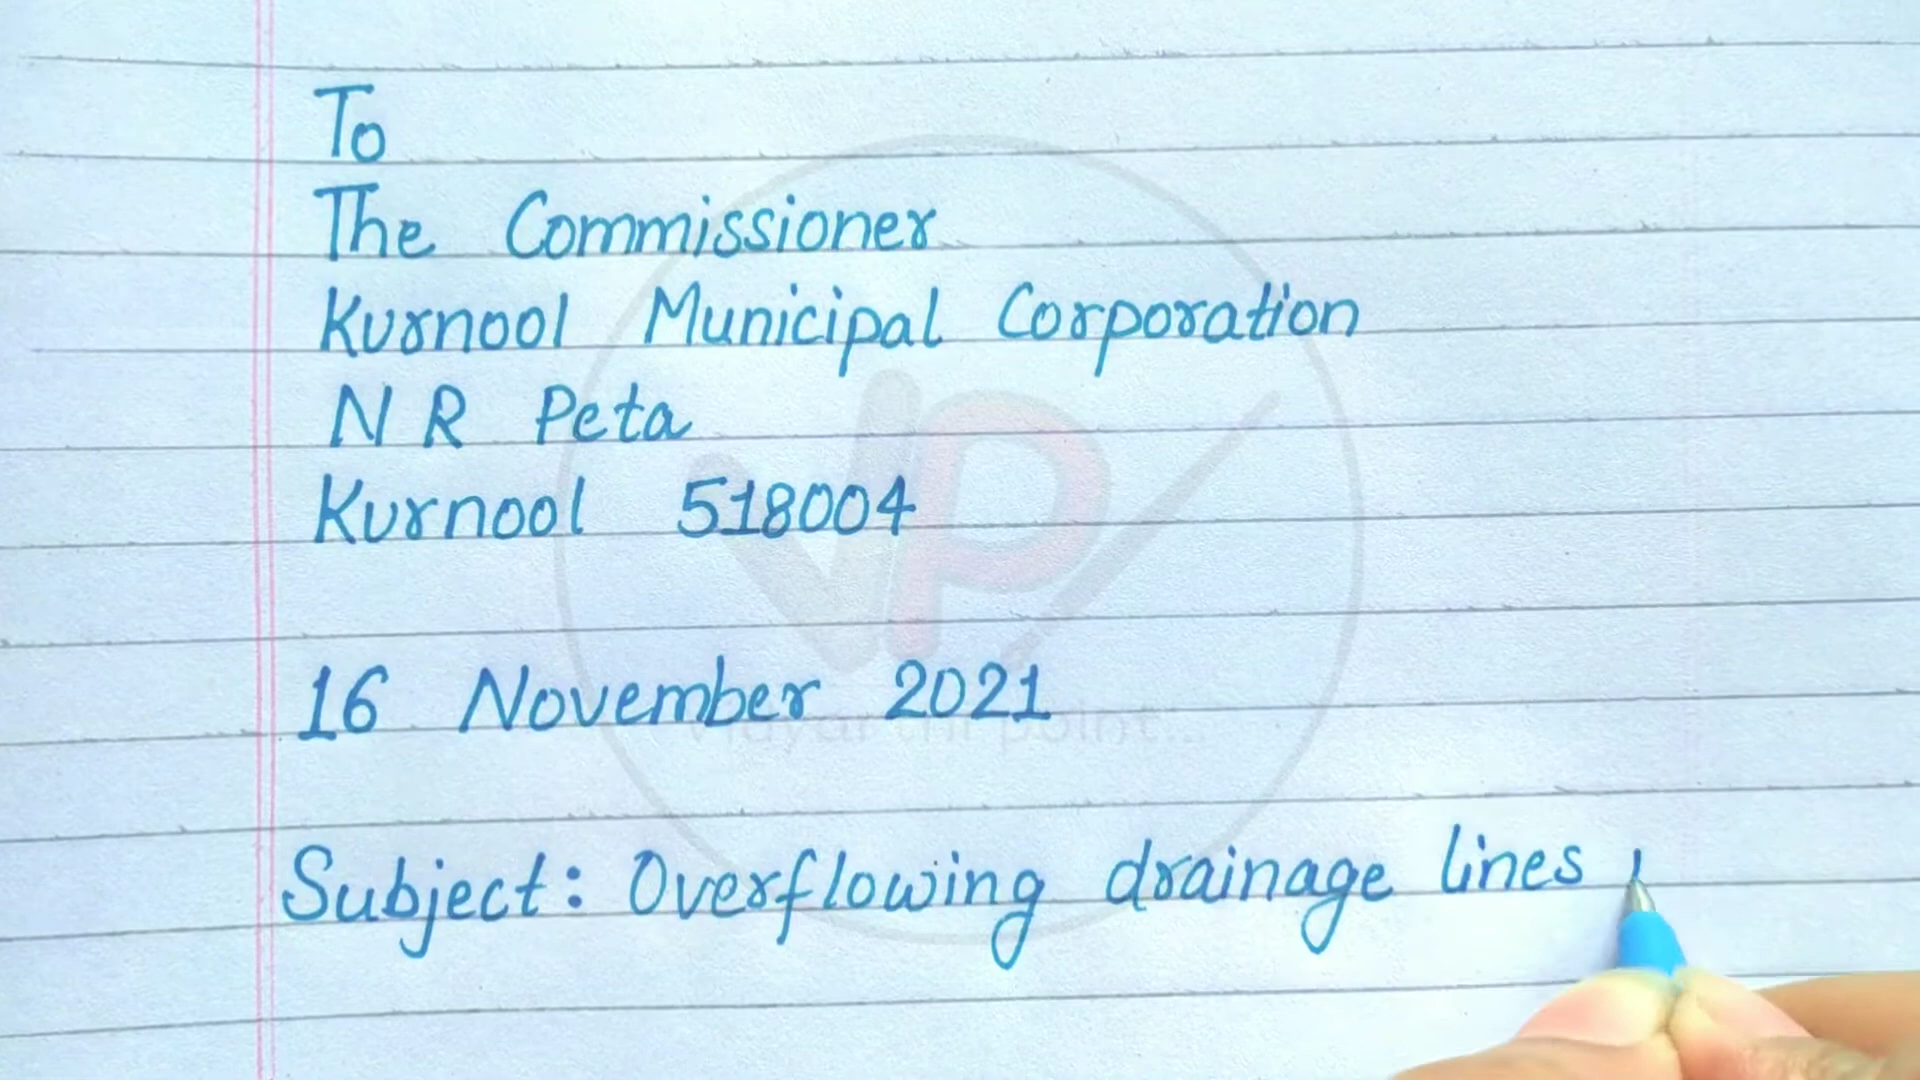 To
The Commissioner
Kurnool Municipal Corporation
N R Peta
Kurnool 518004
16 November 2021
Subject: Overflowing drainage lines